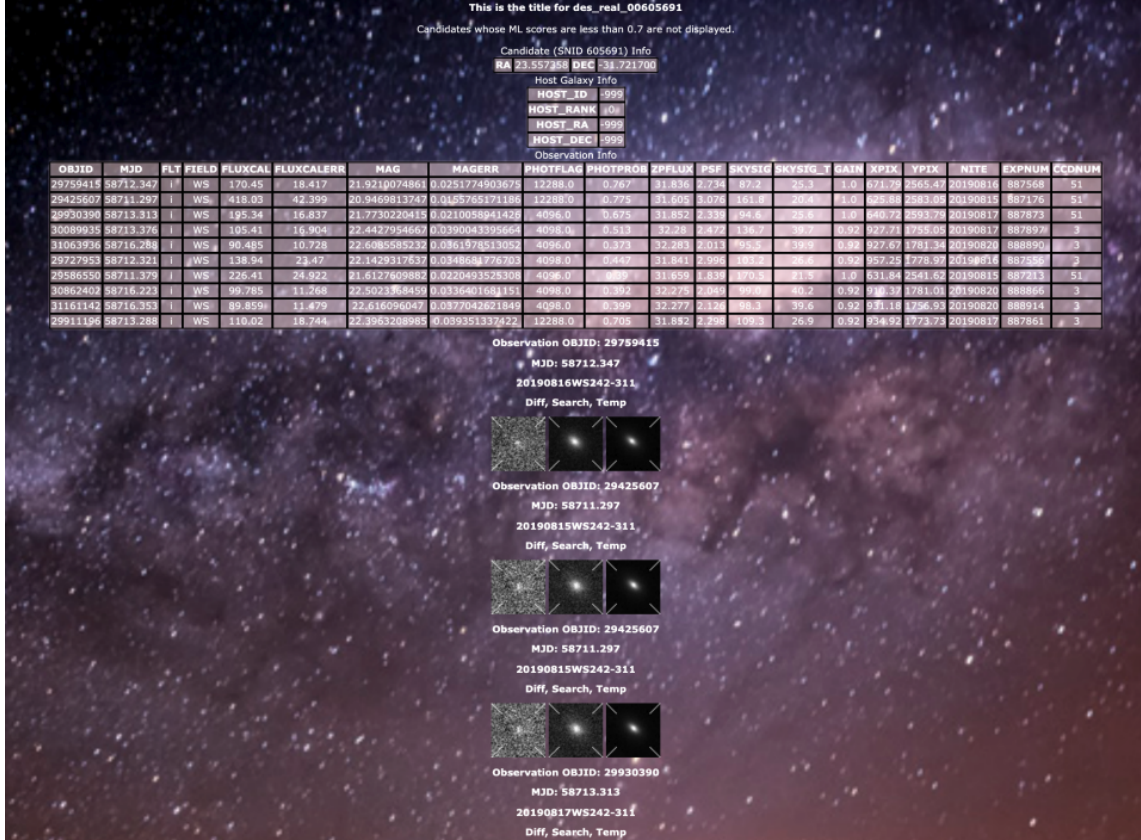 This is the title for des_real_00605691
Candidates whose ML scores are less than 0.7 are not displayed.
Candidate (SNID 605691) Info
RA 23.557358 DEC -31.721700
Host Galaxy Info
HOST_ID -999
HOST_RANK 0
HOST_RA -999
HOST_DEC -999
Observation Info
OBJID MJD FLT FIELD FLUXCAL FLUXCALERR MAG MAGERR PHOTFLAG PHOTPROB ZPFLUX PSF SKYSIG SKYSIG_T GAIN XPIX YPIX NITE EXPNUM CCDNUM
29759415 58712.347 i WS 170.45 18.417 21.9210074861 0.0251774903675 12288.0 0.767 31.836 2.734 87.2 25.3 1.0 671.79 2565.47 20190816 887568 51
29425607 58711.297 i WS 418.03 42.399 20.9469813747 0.0155765171186 12288.0 0.775 31.605 3.076 161.8 20.4 1.0 625.88 2583.05 20190815 887176 51
29930390 58713.313 i WS 195.34 16.837 21.7730220415 0.0210058941426 4096.0 0.675 31.852 2.339 94.6 25.6 1.0 640.72 2593.79 20190817 887873 51
30089935 58713.376 i WS 105.41 16.904 22.4427954667 0.0390043395664 4098.0 0.513 32.28 2.472 136.7 39.7 0.92 927.71 1755.05 20190817 887897 3
31063936 58716.288 i WS 90.485 10.728 22.6085585232 0.0361978513052 4096.0 0.373 32.283 2.013 95.5 39.9 0.92 927.67 1781.34 20190820 888890 3
29727953 58712.321 i WS 138.94 23.47 22.1429317637 0.0348681776703 4098.0 0.447 31.841 2.996 103.2 26.6 0.92 957.25 1778.97 20190816 887556 3
29586550 58711.379 i WS 226.41 24.922 21.6127609882 0.0220493525308 4096.0 31.659 1.839 170.5 21.5 1.0 631.84 2541.62 20190815 887213 51
30862402 58716.223 i WS 99.785 11.268 22.5023368459 0.0336401681151 4098.0 0.392 32.275 2.049 99.0 40.2 0.92 910.37 1781.01 20190820 888866 3
31161142 58716.353 i WS 89.859 11.479 22.616096047 0.0377042621849 4098.0 0.399 32.277 2.126 98.3 39.6 0.92 931.18 1756.93 20190820 888914 3
29911196 58713.288 i WS 110.02 18.744 22.3963208985 0.039351337422 12288.0 0.705 31.852 2.298 109.3 26.9 0.92 934.92 1773.73 20190817 887861 3
Observation OBJID: 29759415
MJD: 58712.347
20190816WS242-311
Diff, Search, Temp
Observation OBJID: 29425607
MJD: 58711.297
20190815WS242-311
Diff, Search, Temp
Observation OBJID: 29425607
MJD: 58711.297
20190815WS242-311
Diff, Search, Temp
Observation OBJID: 29930390
MJD: 58713.313
20190817WS242-311
Diff, Search, Temp